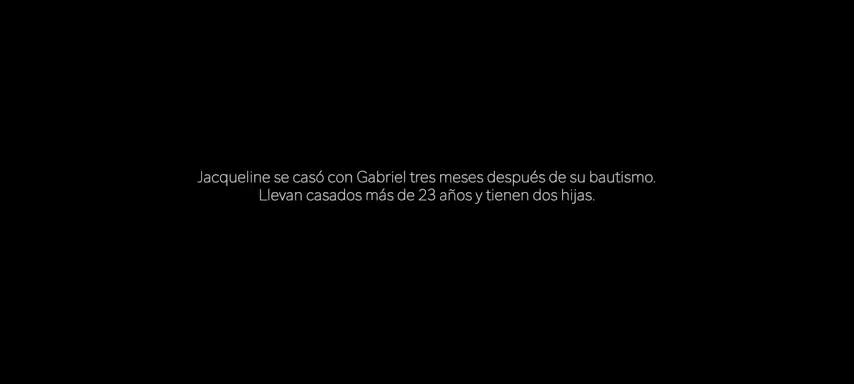 Jacqueline se casó con Gabriel tres meses después de su bautismo.
Llevan casados más de 23 años y tienen dos hijas.